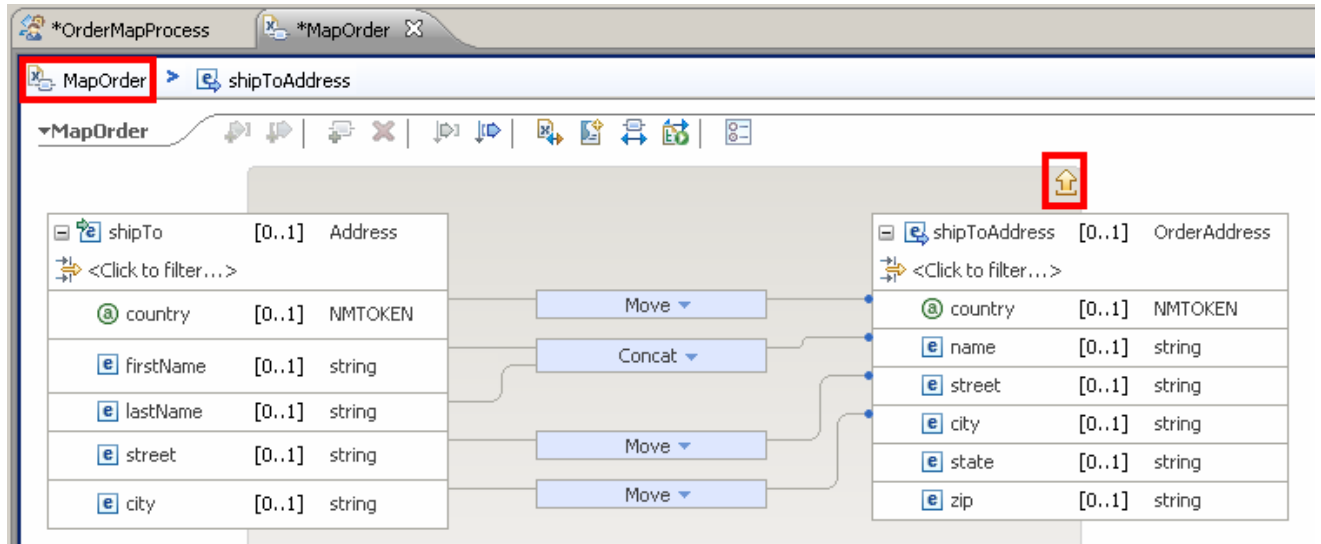 *OrderMapProcess *MapOrder
MapOrder > shipToAddress
MapOrder
shipTo [0..1] Address
<Click to filter...>
country [0..1] NMTOKEN
firstName [0..1] string
lastName [0..1] string
street [0..1] string
city [0..1] string
Move
Concat
Move
Move
shipToAddress [0..1] OrderAddress
<Click to filter...>
country [0..1] NMTOKEN
name [0..1] string
street [0..1] string
city [0..1] string
state [0..1] string
zip [0..1] string